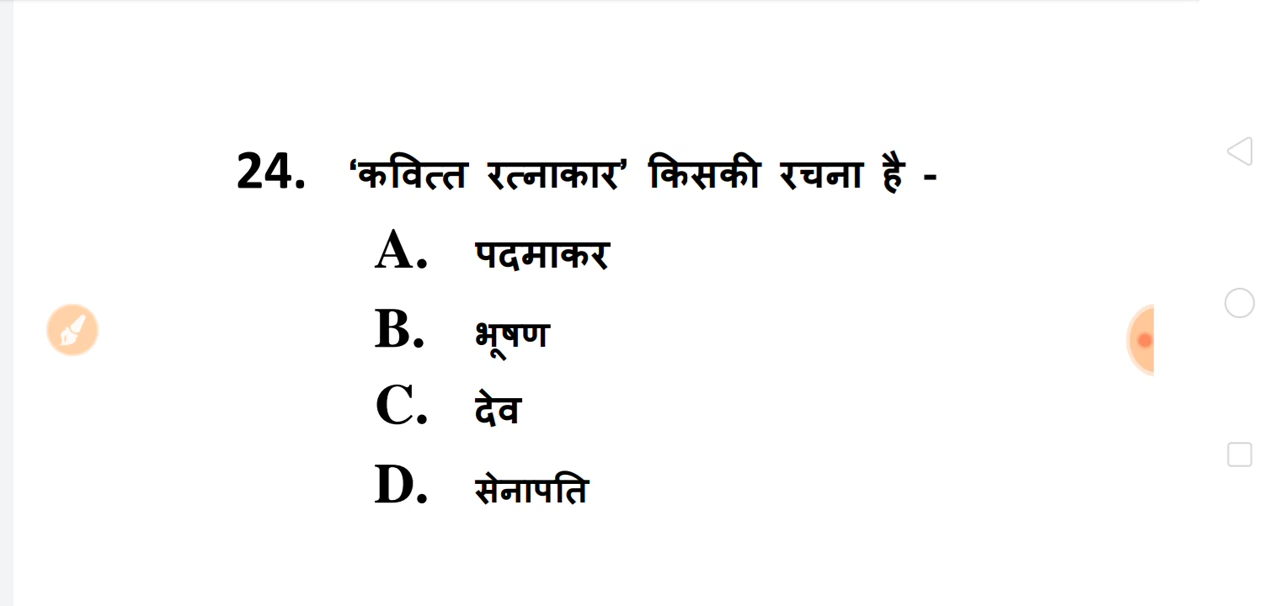 24. ‘कवित्त रत्नाकार’ किसकी रचना है -
A. पदमाकर
B. भूषण
C. देव
D. सेनापति